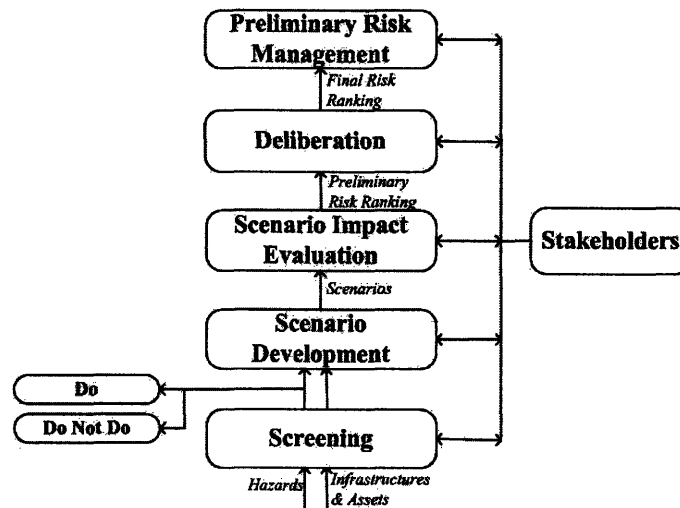 Preliminary Risk
Management
Final Risk
Ranking
Deliberation
Preliminary
Risk Ranking
Scenario Impact
Evaluation
Stakeholders
Scenarios
Scenario
Development
Do
Do Not Do
Screening
Hazards
Infrastructures
& Assets